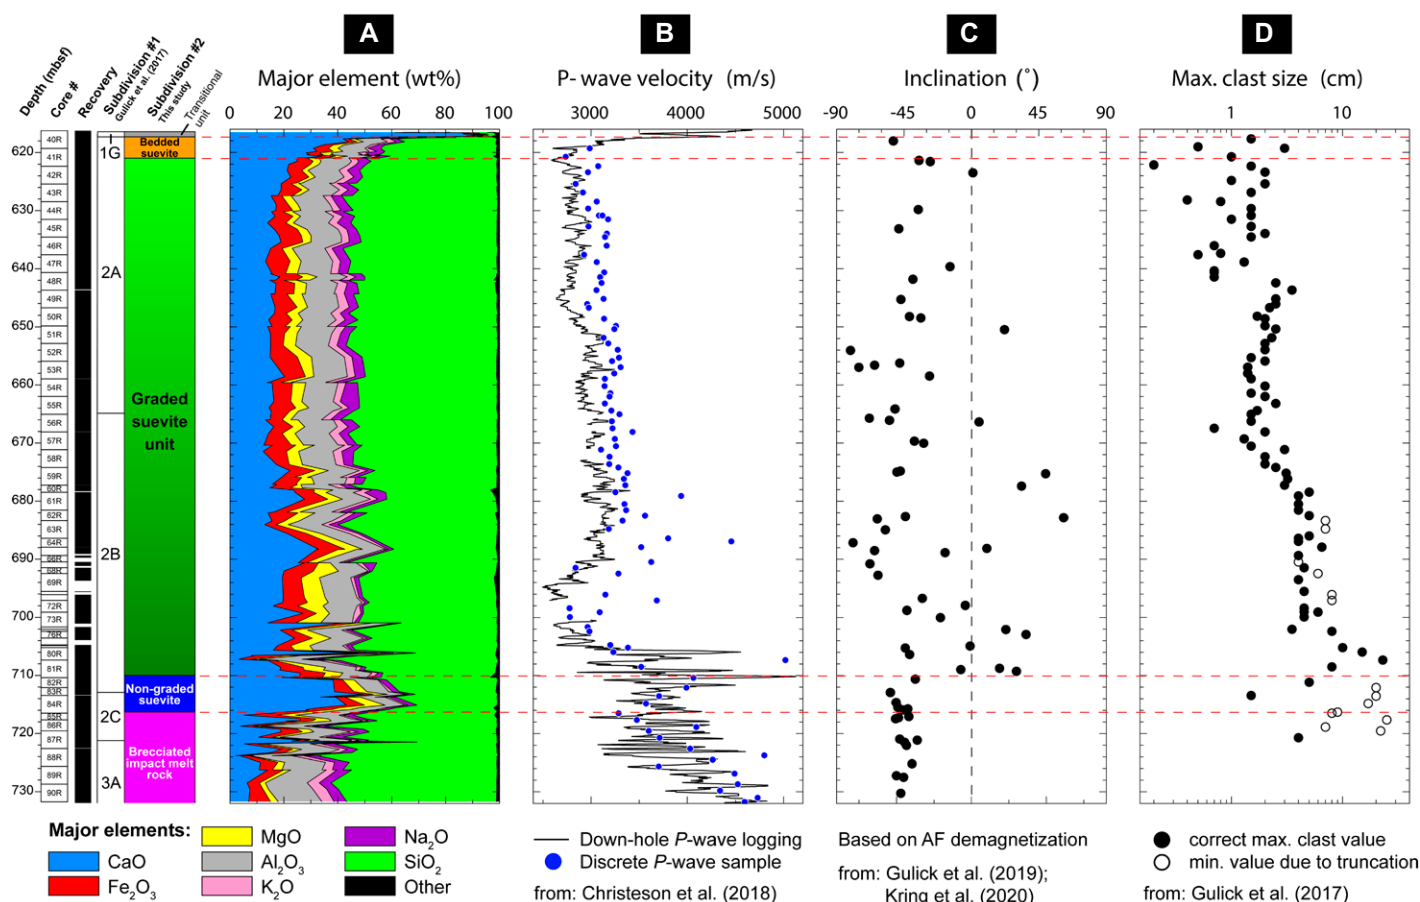 A
B
C
D
Depth (mbsf)
Core #
Recovery
Subdivision #1
Gulick et al. (2017)
Subdivision #2
This study
Transitional
unit
Major element (wt%)
P- wave velocity (m/s)
Inclination (°)
Max. clast size (cm)
0 20 40 60 80 100
3000 4000 5000
−90 −45 0 45 90
1 10
620
630
640
650
660
670
680
690
700
710
720
730
40R
41R
42R
43R
44R
45R
46R
47R
48R
49R
50R
51R
52R
53R
54R
55R
56R
57R
58R
59R
60R
61R
62R
63R
64R
66R
68R
69R
72R
73R
76R
80R
81R
82R
83R
84R
85R
86R
87R
88R
89R
90R
1G
2A
2B
2C
3A
Bedded
suevite
Graded
suevite
unit
Non-graded
suevite
Brecciated
impact melt
rock
Major elements:
CaO
Fe₂O₃
MgO
Al₂O₃
K₂O
Na₂O
SiO₂
Other
Down-hole P-wave logging
Discrete P-wave sample
from: Christeson et al. (2018)
Based on AF demagnetization
from: Gulick et al. (2019);
Kring et al. (2020)
correct max. clast value
min. value due to truncation
from: Gulick et al. (2017)